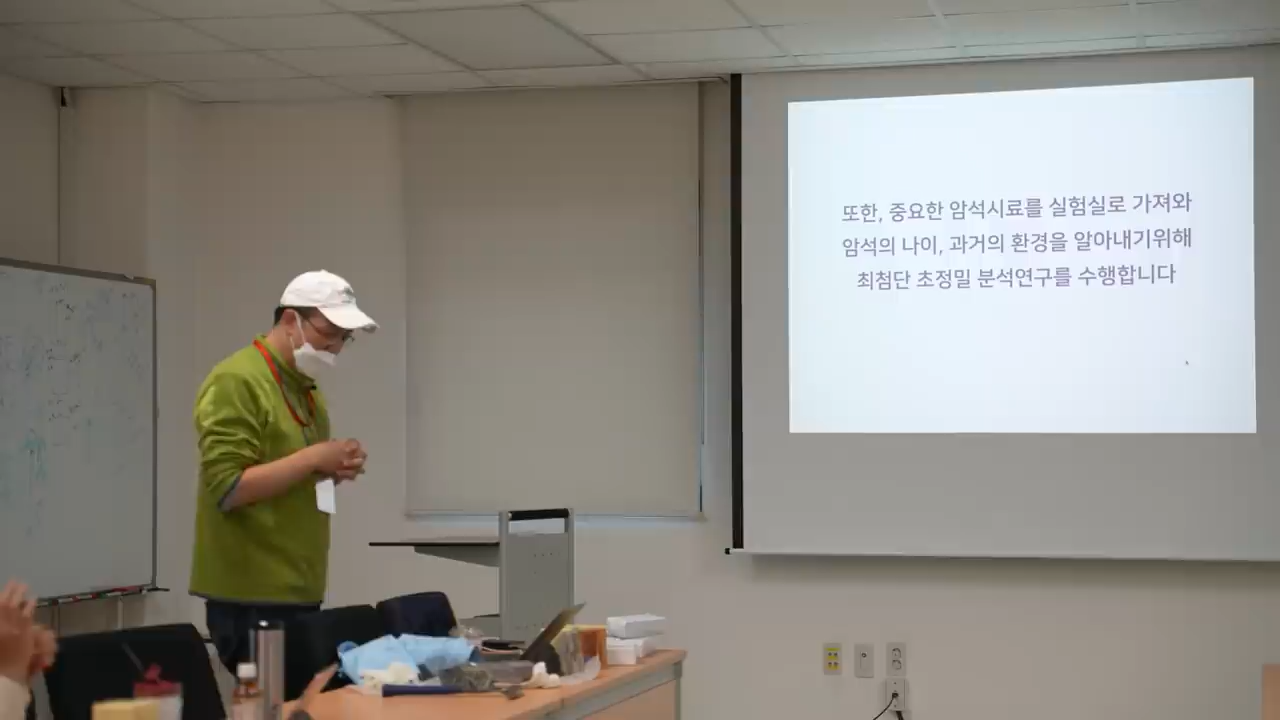 또한, 중요한 암석시료를 실험실로 가져와
암석의 나이, 과거의 환경을 알아내기위해
최첨단 초정밀 분석연구를 수행합니다